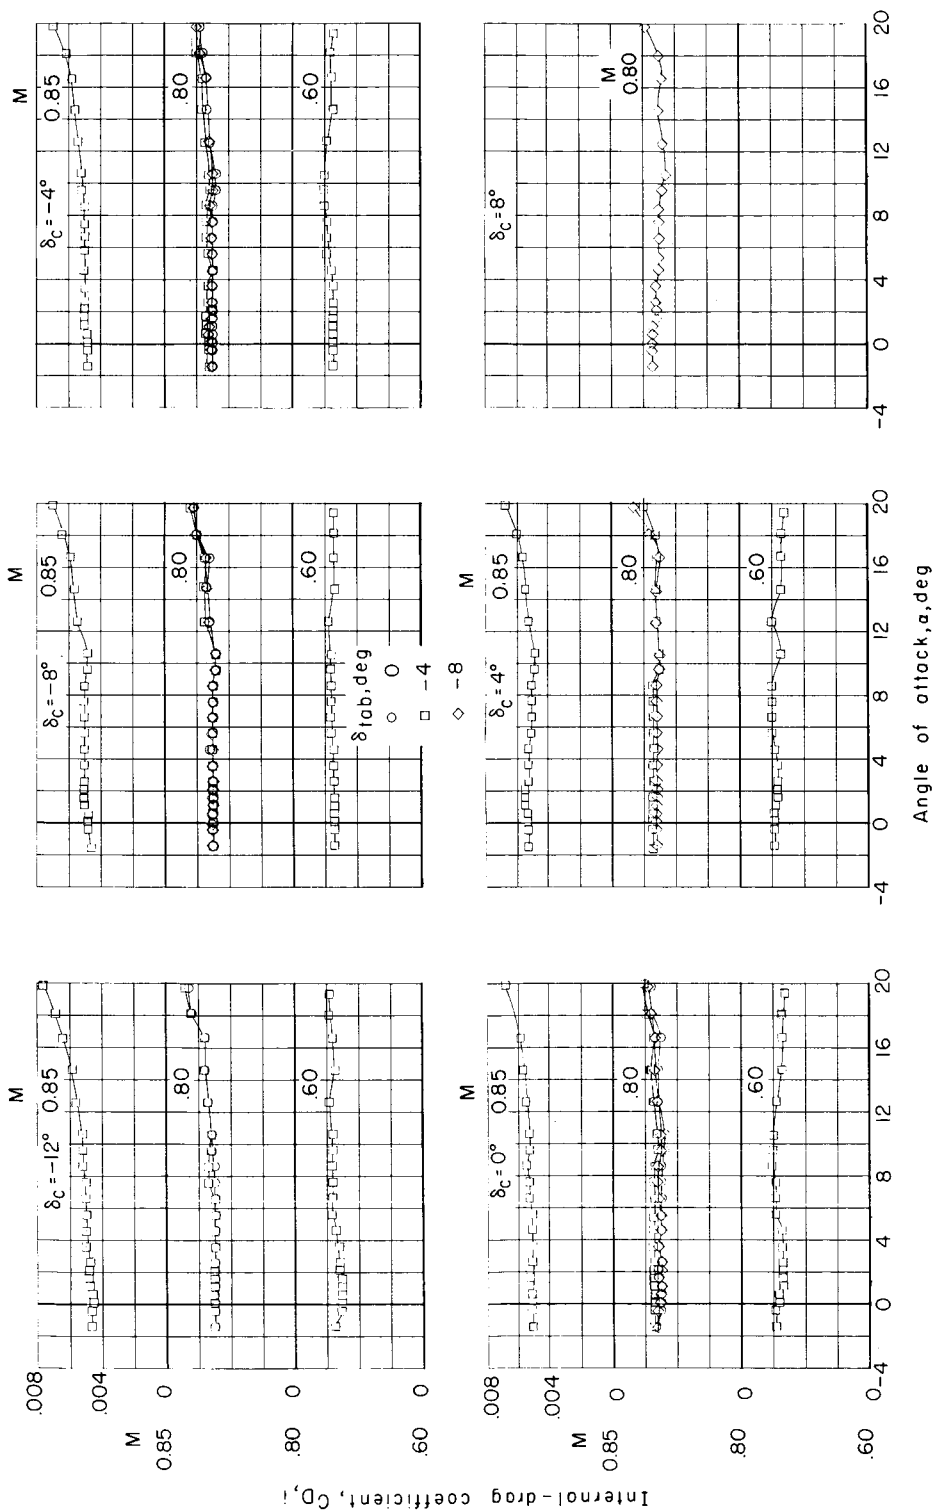 Internal-drag coefficient, C_D,i
M
0.85
.80
.60
.008
.004
0
0
0
δc=-12°
M
0.85
.80
.60
δc=-8°
M
0.85
.80
.60
δtab,deg
0
-4
-8
δc=-4°
M
0.85
.80
.60
M
0.85
.80
.60
.008
.004
0
0
0
δc=0°
M
0.85
.80
.60
-4 0 4 8 12 16 20
δc=4°
M
0.85
.80
.60
-4 0 4 8 12 16 20
δc=8°
M
0.80
-4 0 4 8 12 16 20
Angle of attack,α,deg